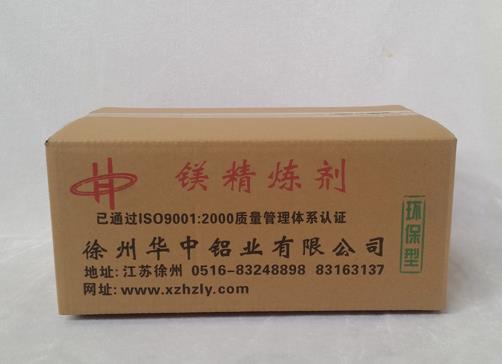 镁精炼剂
已通过ISO9001:2000质量管理体系认证
徐州华中铝业有限公司
地址:江苏徐州 0516-83248898 83163137
网址:www.xzhzly.com
环保型